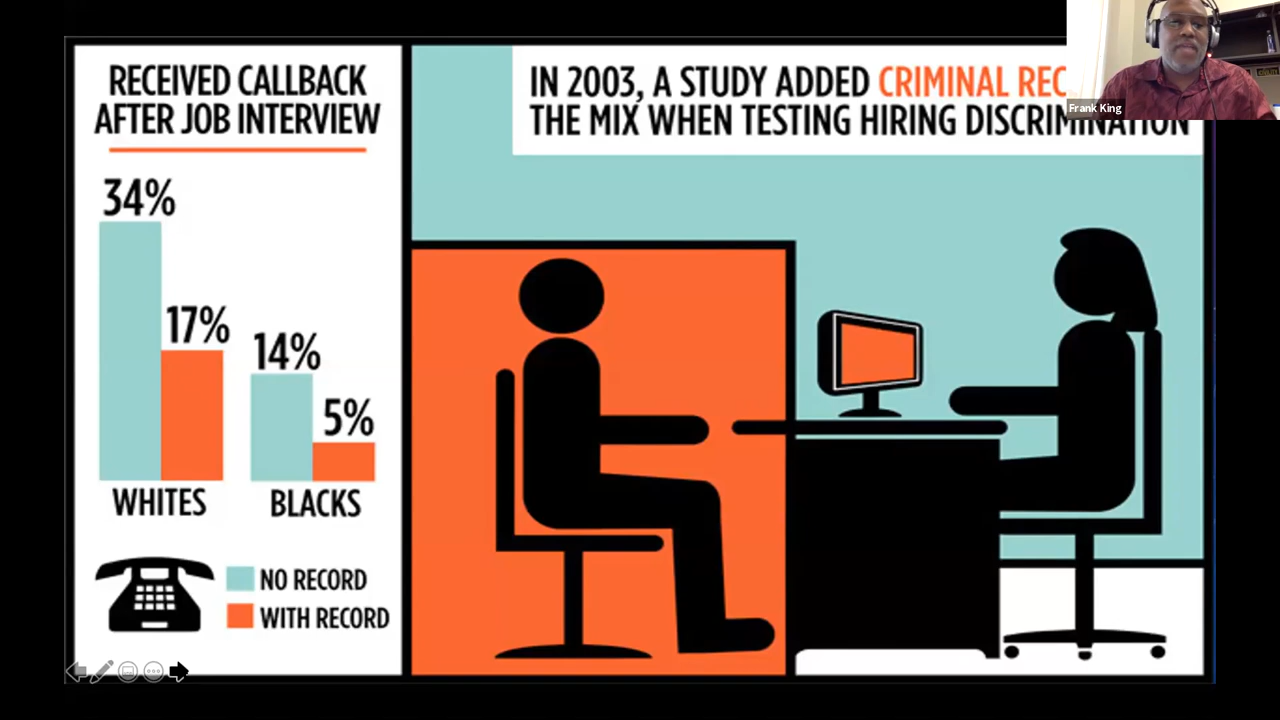 RECEIVED CALLBACK
AFTER JOB INTERVIEW
34%
17%
14%
5%
WHITES
BLACKS
NO RECORD
WITH RECORD
IN 2003, A STUDY ADDED CRIMINAL REC
THE MIX WHEN TESTING HIRING DISCRIMINATION
Frank King